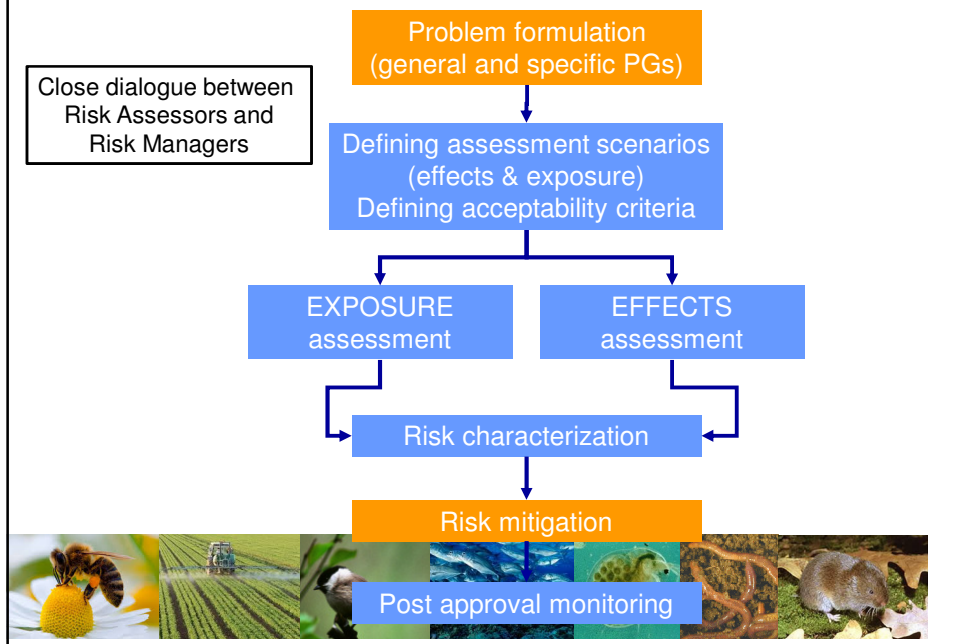 Problem formulation
(general and specific PGs)
Close dialogue between
Risk Assessors and
Risk Managers
Defining assessment scenarios
(effects & exposure)
Defining acceptability criteria
EXPOSURE
assessment
EFFECTS
assessment
Risk characterization
Risk mitigation
Post approval monitoring